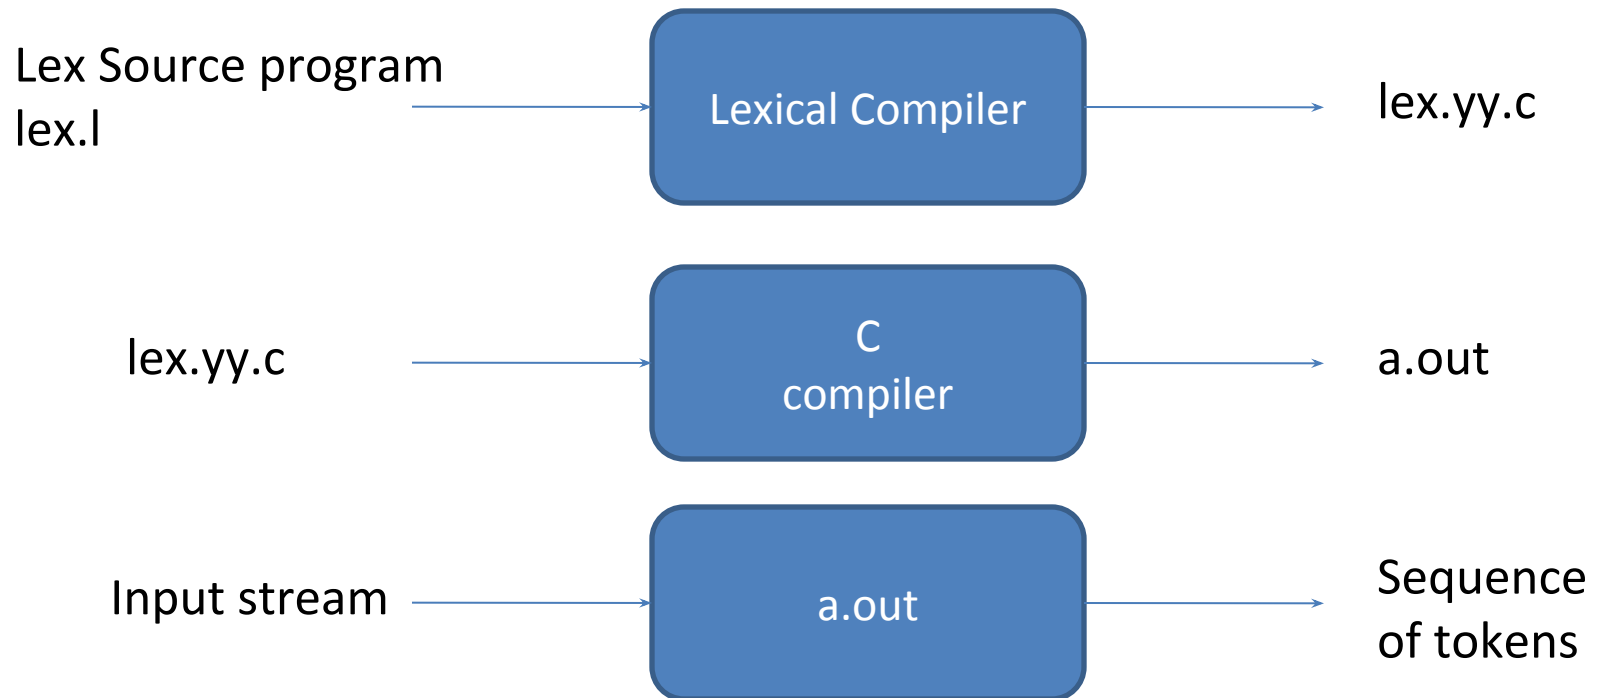 Lex Source program
lex.l
Lexical Compiler
lex.yy.c
lex.yy.c
C
compiler
a.out
Input stream
a.out
Sequence
of tokens